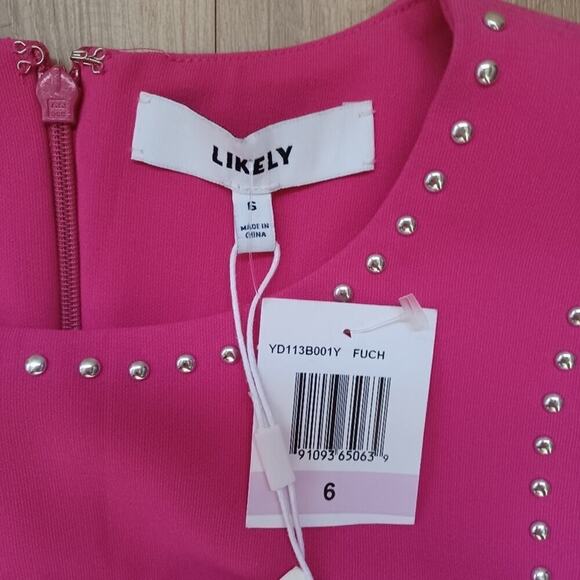 LIKELY
6
MADE IN
CHINA
YD113B001Y FUCH
91093 65063 9
6